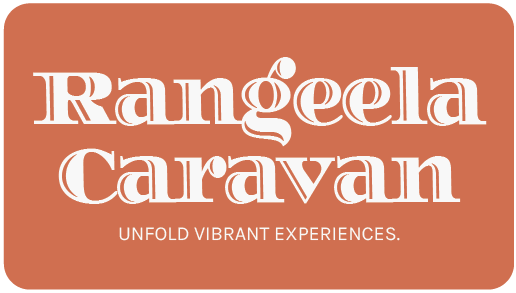 Rangeela
Caravan
UNFOLD VIBRANT EXPERIENCES.